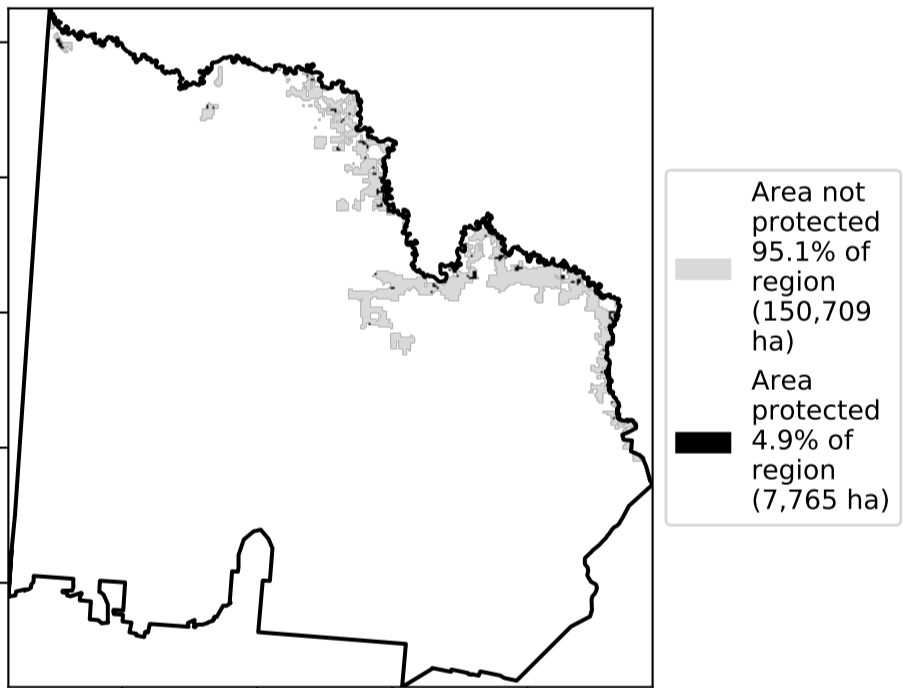 Area not
protected
95.1% of
region
(150,709
ha)
Area
protected
4.9% of
region
(7,765 ha)